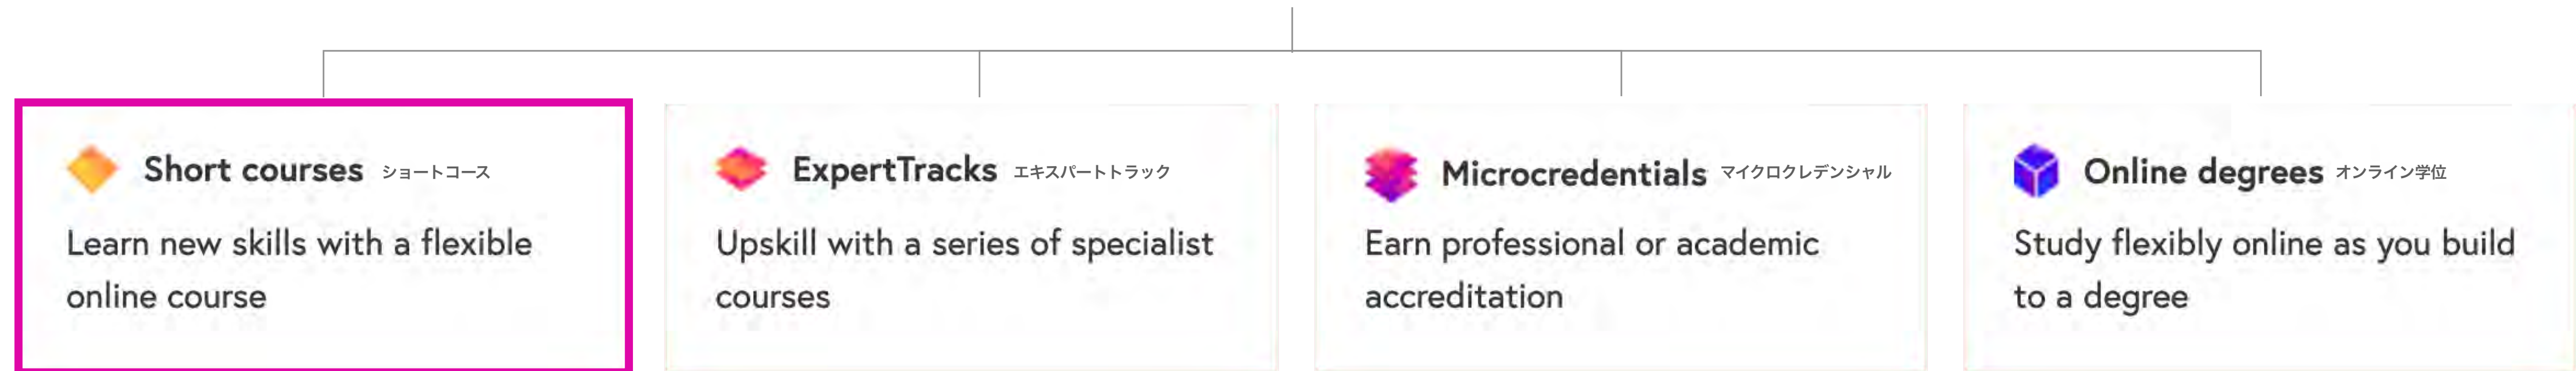 Short courses ショートコース
Learn new skills with a flexible
online course
ExpertTracks エキスパートトラック
Upskill with a series of specialist
courses
Microcredentials マイクロクレデンシャル
Earn professional or academic
accreditation
Online degrees オンライン学位
Study flexibly online as you build
to a degree